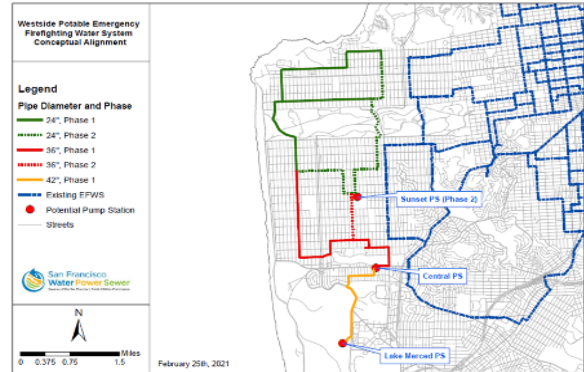 Westside Potable Emergency
Firefighting Water System
Conceptual Alignment
Legend
Pipe Diameter and Phase
24", Phase 1
24", Phase 2
36", Phase 1
36", Phase 2
42", Phase 1
Existing EFWS
Potential Pump Station
Streets
San Francisco
Water Power Sewer
N
Miles
0 0.375 0.75 1.5
February 25th, 2021
Sunset PS (Phase 2)
Central PS
Lake Merced PS